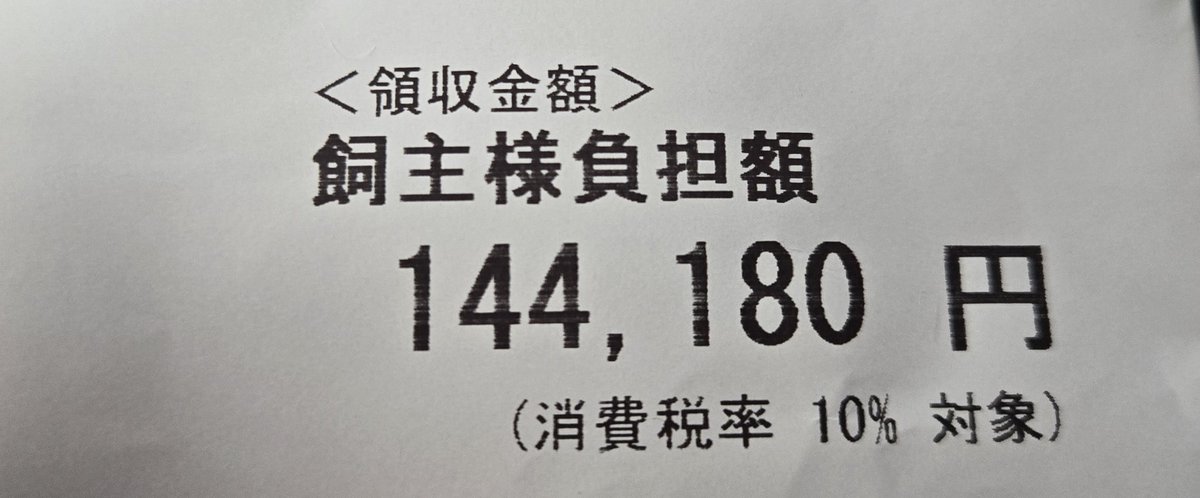 ＜領収金額＞
飼主様負担額
144,180 円
(消費税率 10% 対象)